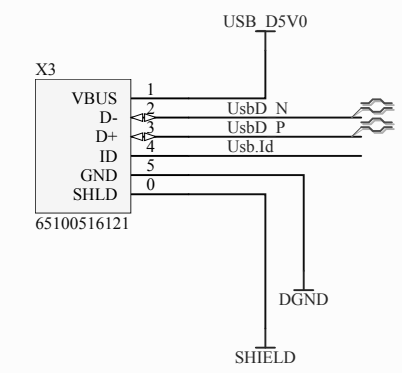 USB_D5V0
X3
VBUS 1
D- 2 UsbD_N
D+ 3 UsbD_P
ID 4 Usb.Id
GND 5
SHLD 0
65100516121
DGND
SHIELD